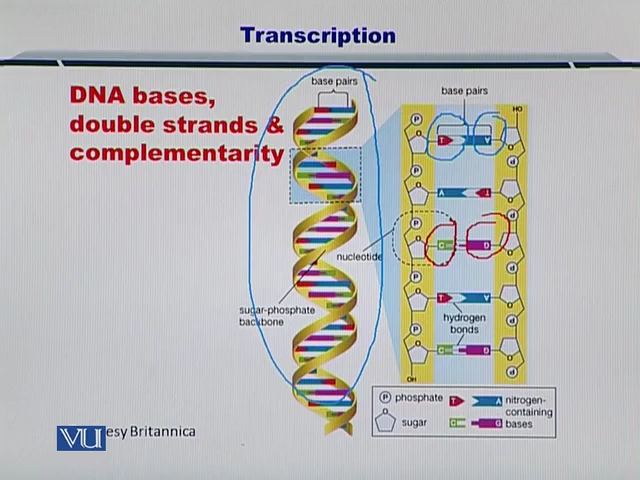 Transcription
DNA bases,
double strands &
complementarity
base pairs
base pairs
HO
P
T
A
O
P
A
T
P
P
nucleotide
C
G
O
sugar-phosphate
backbone
P
T
A
hydrogen
bonds
P
C
G
OH
P phosphate
T A nitrogen-
containing
sugar
C G bases
VU esy Britannica